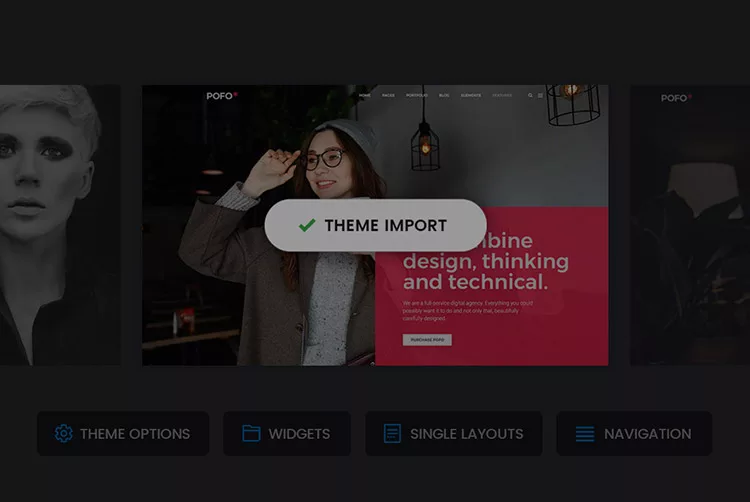 POFO
HOME PAGES PORTFOLIO BLOG ELEMENTS FEATURES
POFO
THEME IMPORT
design, thinking
and technical.
We are a full-service digital agency. Everything you could
possibly want it to do and not only that, beautifully
carefully-designed.
PURCHASE POFO
THEME OPTIONS
WIDGETS
SINGLE LAYOUTS
NAVIGATION